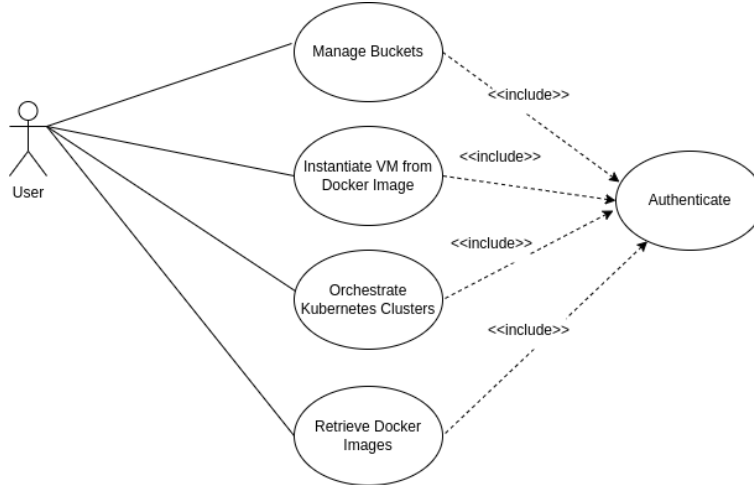 Manage Buckets
<<include>>
Instantiate VM from
Docker Image
<<include>>
User
Authenticate
<<include>>
Orchestrate
Kubernetes Clusters
<<include>>
Retrieve Docker
Images